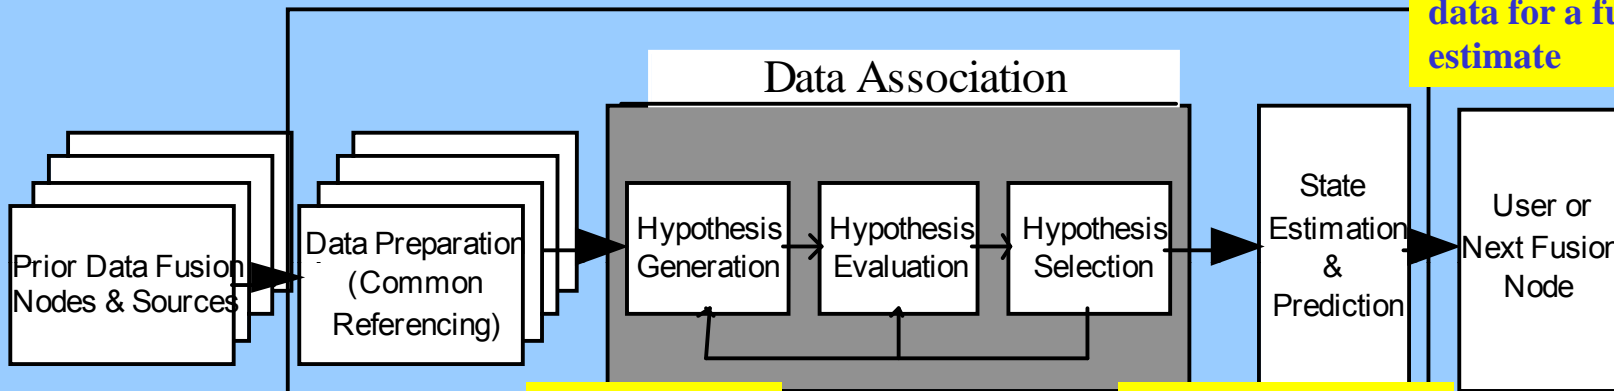 data for a
estimate
Data Association
Prior Data Fusion
Nodes & Sources
Data Preparation
(Common
Referencing)
Hypothesis
Generation
Hypothesis
Evaluation
Hypothesis
Selection
State
Estimation
&
Prediction
User or
Next Fusion
Node